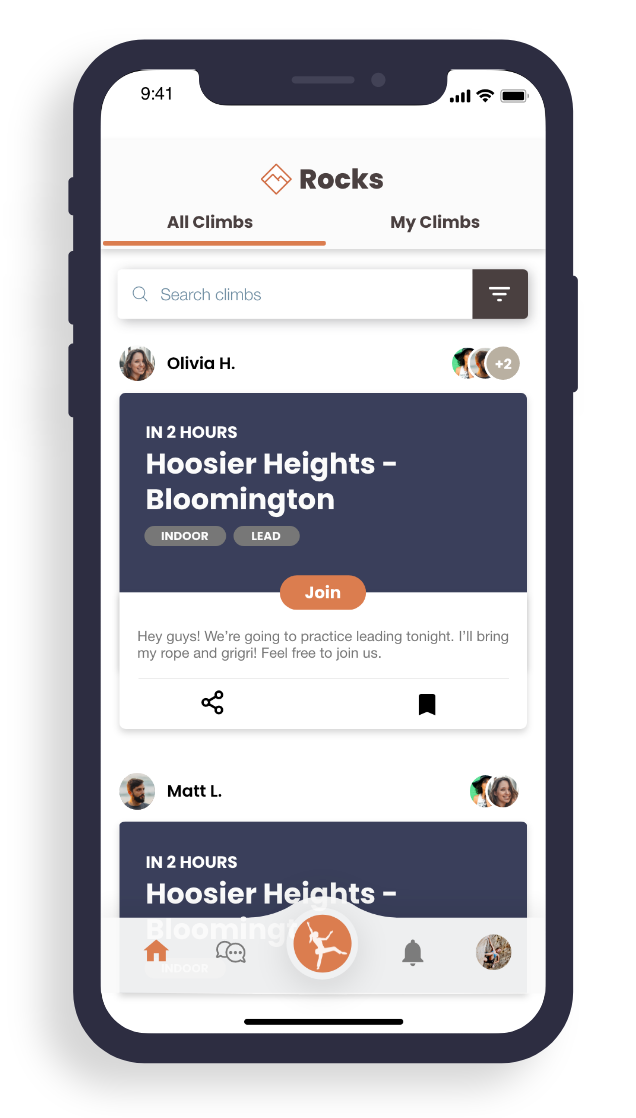 9:41
Rocks
All Climbs
My Climbs
Search climbs
Olivia H.
+2
IN 2 HOURS
Hoosier Heights -
Bloomington
INDOOR
LEAD
Join
Hey guys! We're going to practice leading tonight. I'll bring
my rope and grigri! Feel free to join us.
Matt L.
IN 2 HOURS
Hoosier Heights -
Blooming
INDOOR